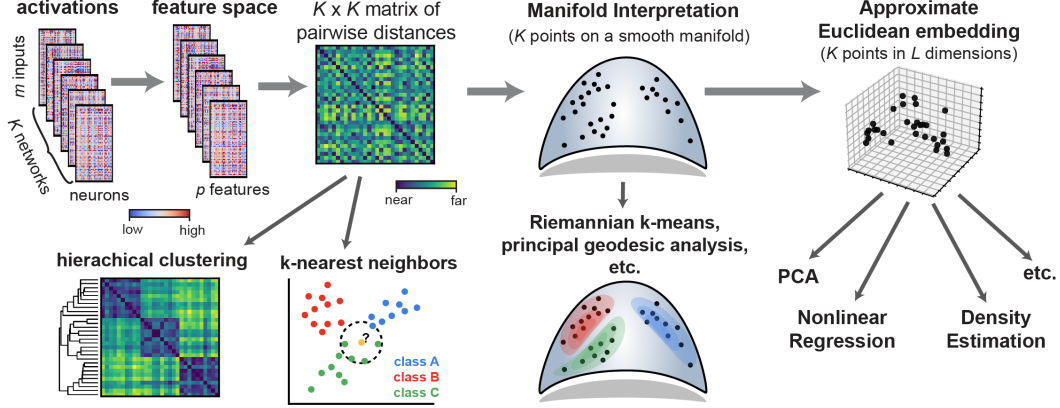 activations
feature space
K x K matrix of
pairwise distances
Manifold Interpretation
(K points on a smooth manifold)
Approximate
Euclidean embedding
(K points in L dimensions)
m inputs
K networks
neurons
p features
low
high
near
far
hierachical clustering
k-nearest neighbors
?
class A
class B
class C
Riemannian k-means,
principal geodesic analysis,
etc.
PCA
etc.
Nonlinear
Regression
Density
Estimation